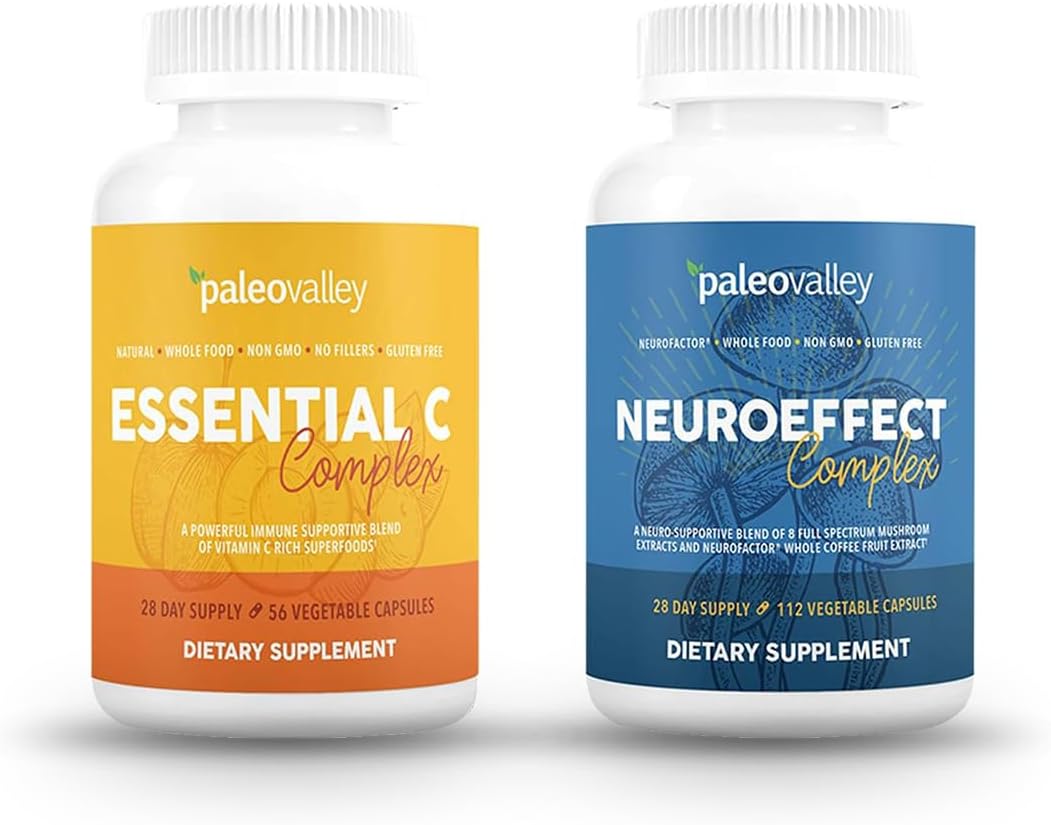 paleovalley
NATURAL • WHOLE FOOD • NON GMO • NO FILLERS • GLUTEN FREE
ESSENTIAL C
Complex
A POWERFUL IMMUNE SUPPORTIVE BLEND
OF VITAMIN C RICH SUPERFOODS†
28 DAY SUPPLY 56 VEGETABLE CAPSULES
DIETARY SUPPLEMENT
paleovalley
NEUROFACTOR® • WHOLE FOOD • NON GMO • GLUTEN FREE
NEUROEFFECT
Complex
A NEURO-SUPPORTIVE BLEND OF 8 FULL SPECTRUM MUSHROOM
EXTRACTS AND NEUROFACTOR® WHOLE COFFEE FRUIT EXTRACT†
28 DAY SUPPLY 112 VEGETABLE CAPSULES
DIETARY SUPPLEMENT